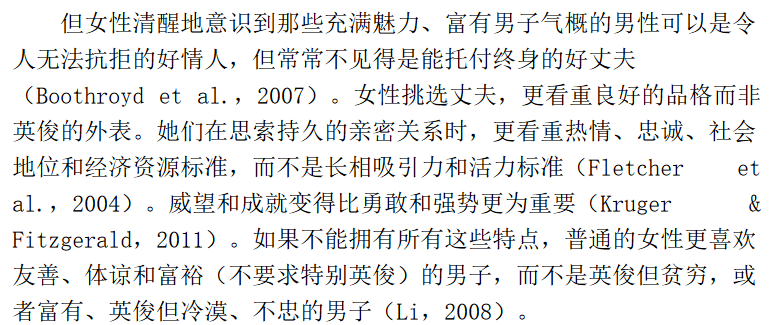 但女性清醒地意识到那些充满魅力、富有男子气概的男性可以是令
人无法抗拒的好情人，但常常不见得是能托付终身的好丈夫
（Boothroyd et al.，2007）。女性挑选丈夫，更看重良好的品格而非
英俊的外表。她们在思索持久的亲密关系时，更看重热情、忠诚、社会
地位和经济资源标准，而不是长相吸引力和活力标准（Fletcher et
al.，2004）。威望和成就变得比勇敢和强势更为重要（Kruger &
Fitzgerald，2011）。如果不能拥有所有这些特点，普通的女性更喜欢
友善、体谅和富裕（不要求特别英俊）的男子，而不是英俊但贫穷，或
者富有、英俊但冷漠、不忠的男子（Li，2008）。